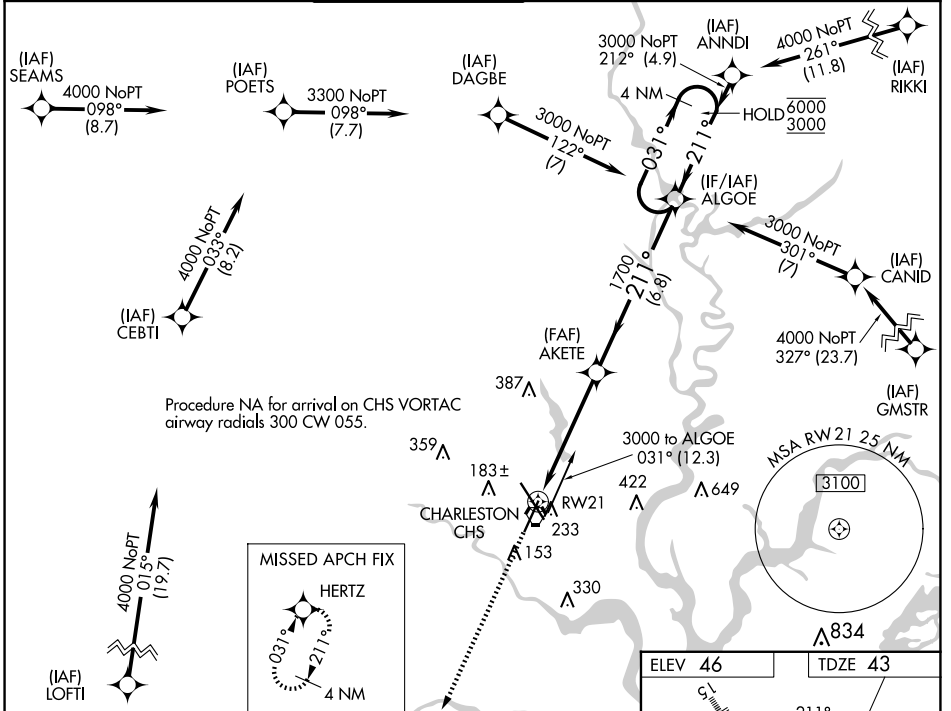 (IAF)
SEAMS
4000 NoPT
098°
(8.7)
(IAF)
POETS
3300 NoPT
098°
(7.7)
(IAF)
DAGBE
3000 NoPT
122°
(7)
3000 NoPT
212° (4.9)
(IAF)
ANNDI
4000 NoPT
261°
(11.8)
(IAF)
RIKKI
4 NM
HOLD 6000
3000
031°
211°
(IF/IAF)
ALGOE
3000 NoPT
301°
(7)
(IAF)
CANID
4000 NoPT
327° (23.7)
(IAF)
GMSTR
4000 NoPT
033°
(8.2)
(IAF)
CEBTI
1700
211°
(6.8)
(FAF)
AKETE
387
Procedure NA for arrival on CHS VORTAC
airway radials 300 CW 055.
359
183±
3000 to ALGOE
031° (12.3)
422
649
CHARLESTON
CHS
RW21
233
153
330
MSA RW21 25 NM
3100
834
4000 NoPT
015°
(19.7)
(IAF)
LOFTI
MISSED APCH FIX
HERTZ
031°
211°
4 NM
ELEV 46
TDZE 43
15
211°